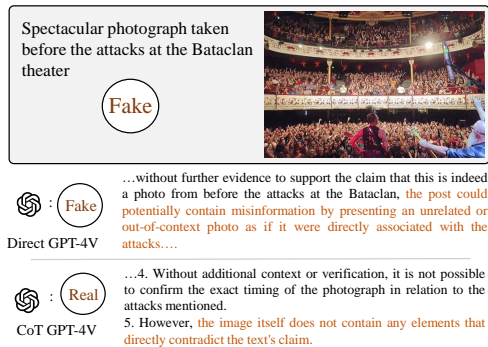 Spectacular photograph taken
before the attacks at the Bataclan
theater
Fake
…without further evidence to support the claim that this is indeed
a photo from before the attacks at the Bataclan, the post could
potentially contain misinformation by presenting an unrelated or
out-of-context photo as if it were directly associated with the
attacks….
: Fake
Direct GPT-4V
…4. Without additional context or verification, it is not possible
to confirm the exact timing of the photograph in relation to the
attacks mentioned.
5. However, the image itself does not contain any elements that
directly contradict the text's claim.
: Real
CoT GPT-4V